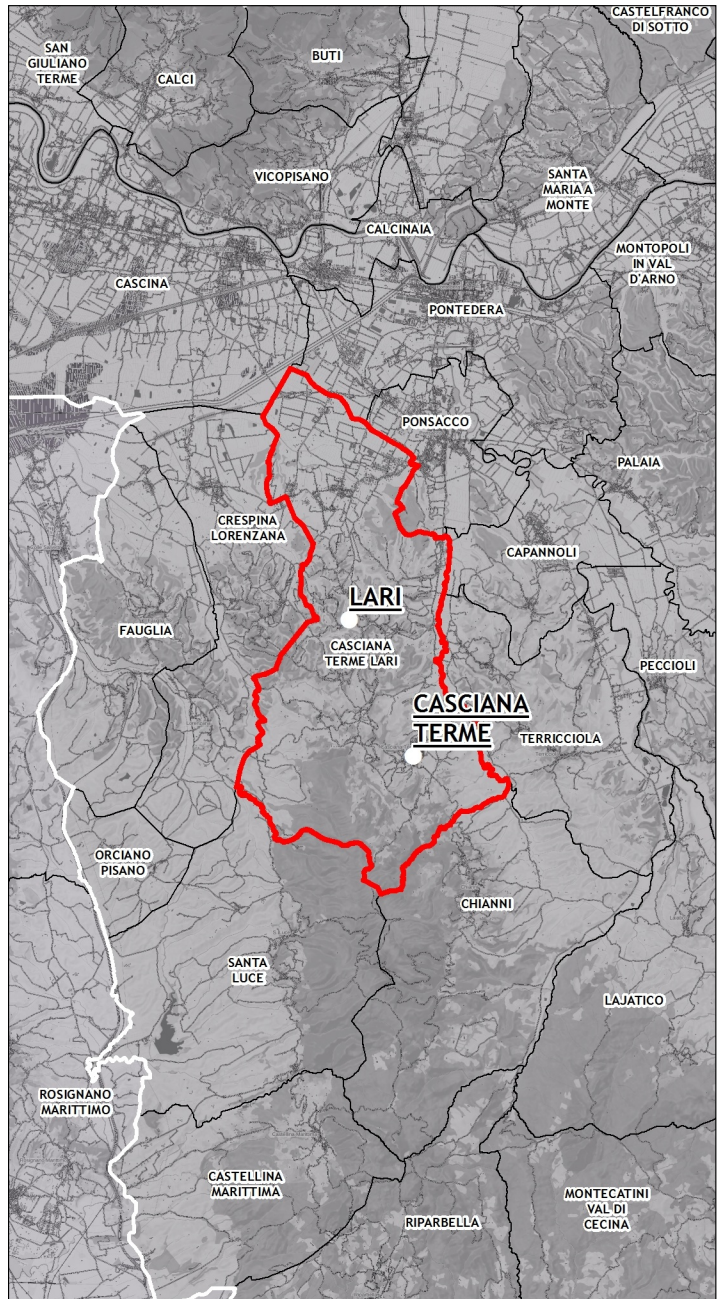 CASTELFRANCO
DI SOTTO
SAN
GIULIANO
TERME
CALCI
BUTI
VICOPISANO
SANTA
MARIA A
MONTE
CALCINAIA
MONTOPOLI
IN VAL
D'ARNO
CASCINA
PONTEDERA
PONSACCO
PALAIA
CRESPINA
LORENZANA
CAPANNOLI
LARI
FAUGLIA
CASCIANA
TERME LARI
PECCIOLI
CASCIANA
TERME
TERRICCIOLA
ORCIANO
PISANO
CHIANNI
SANTA
LUCE
LAJATICO
ROSIGNANO
MARITTIMO
CASTELLINA
MARITTIMA
MONTECATINI
VAL DI
CECINA
RIPARBELLA